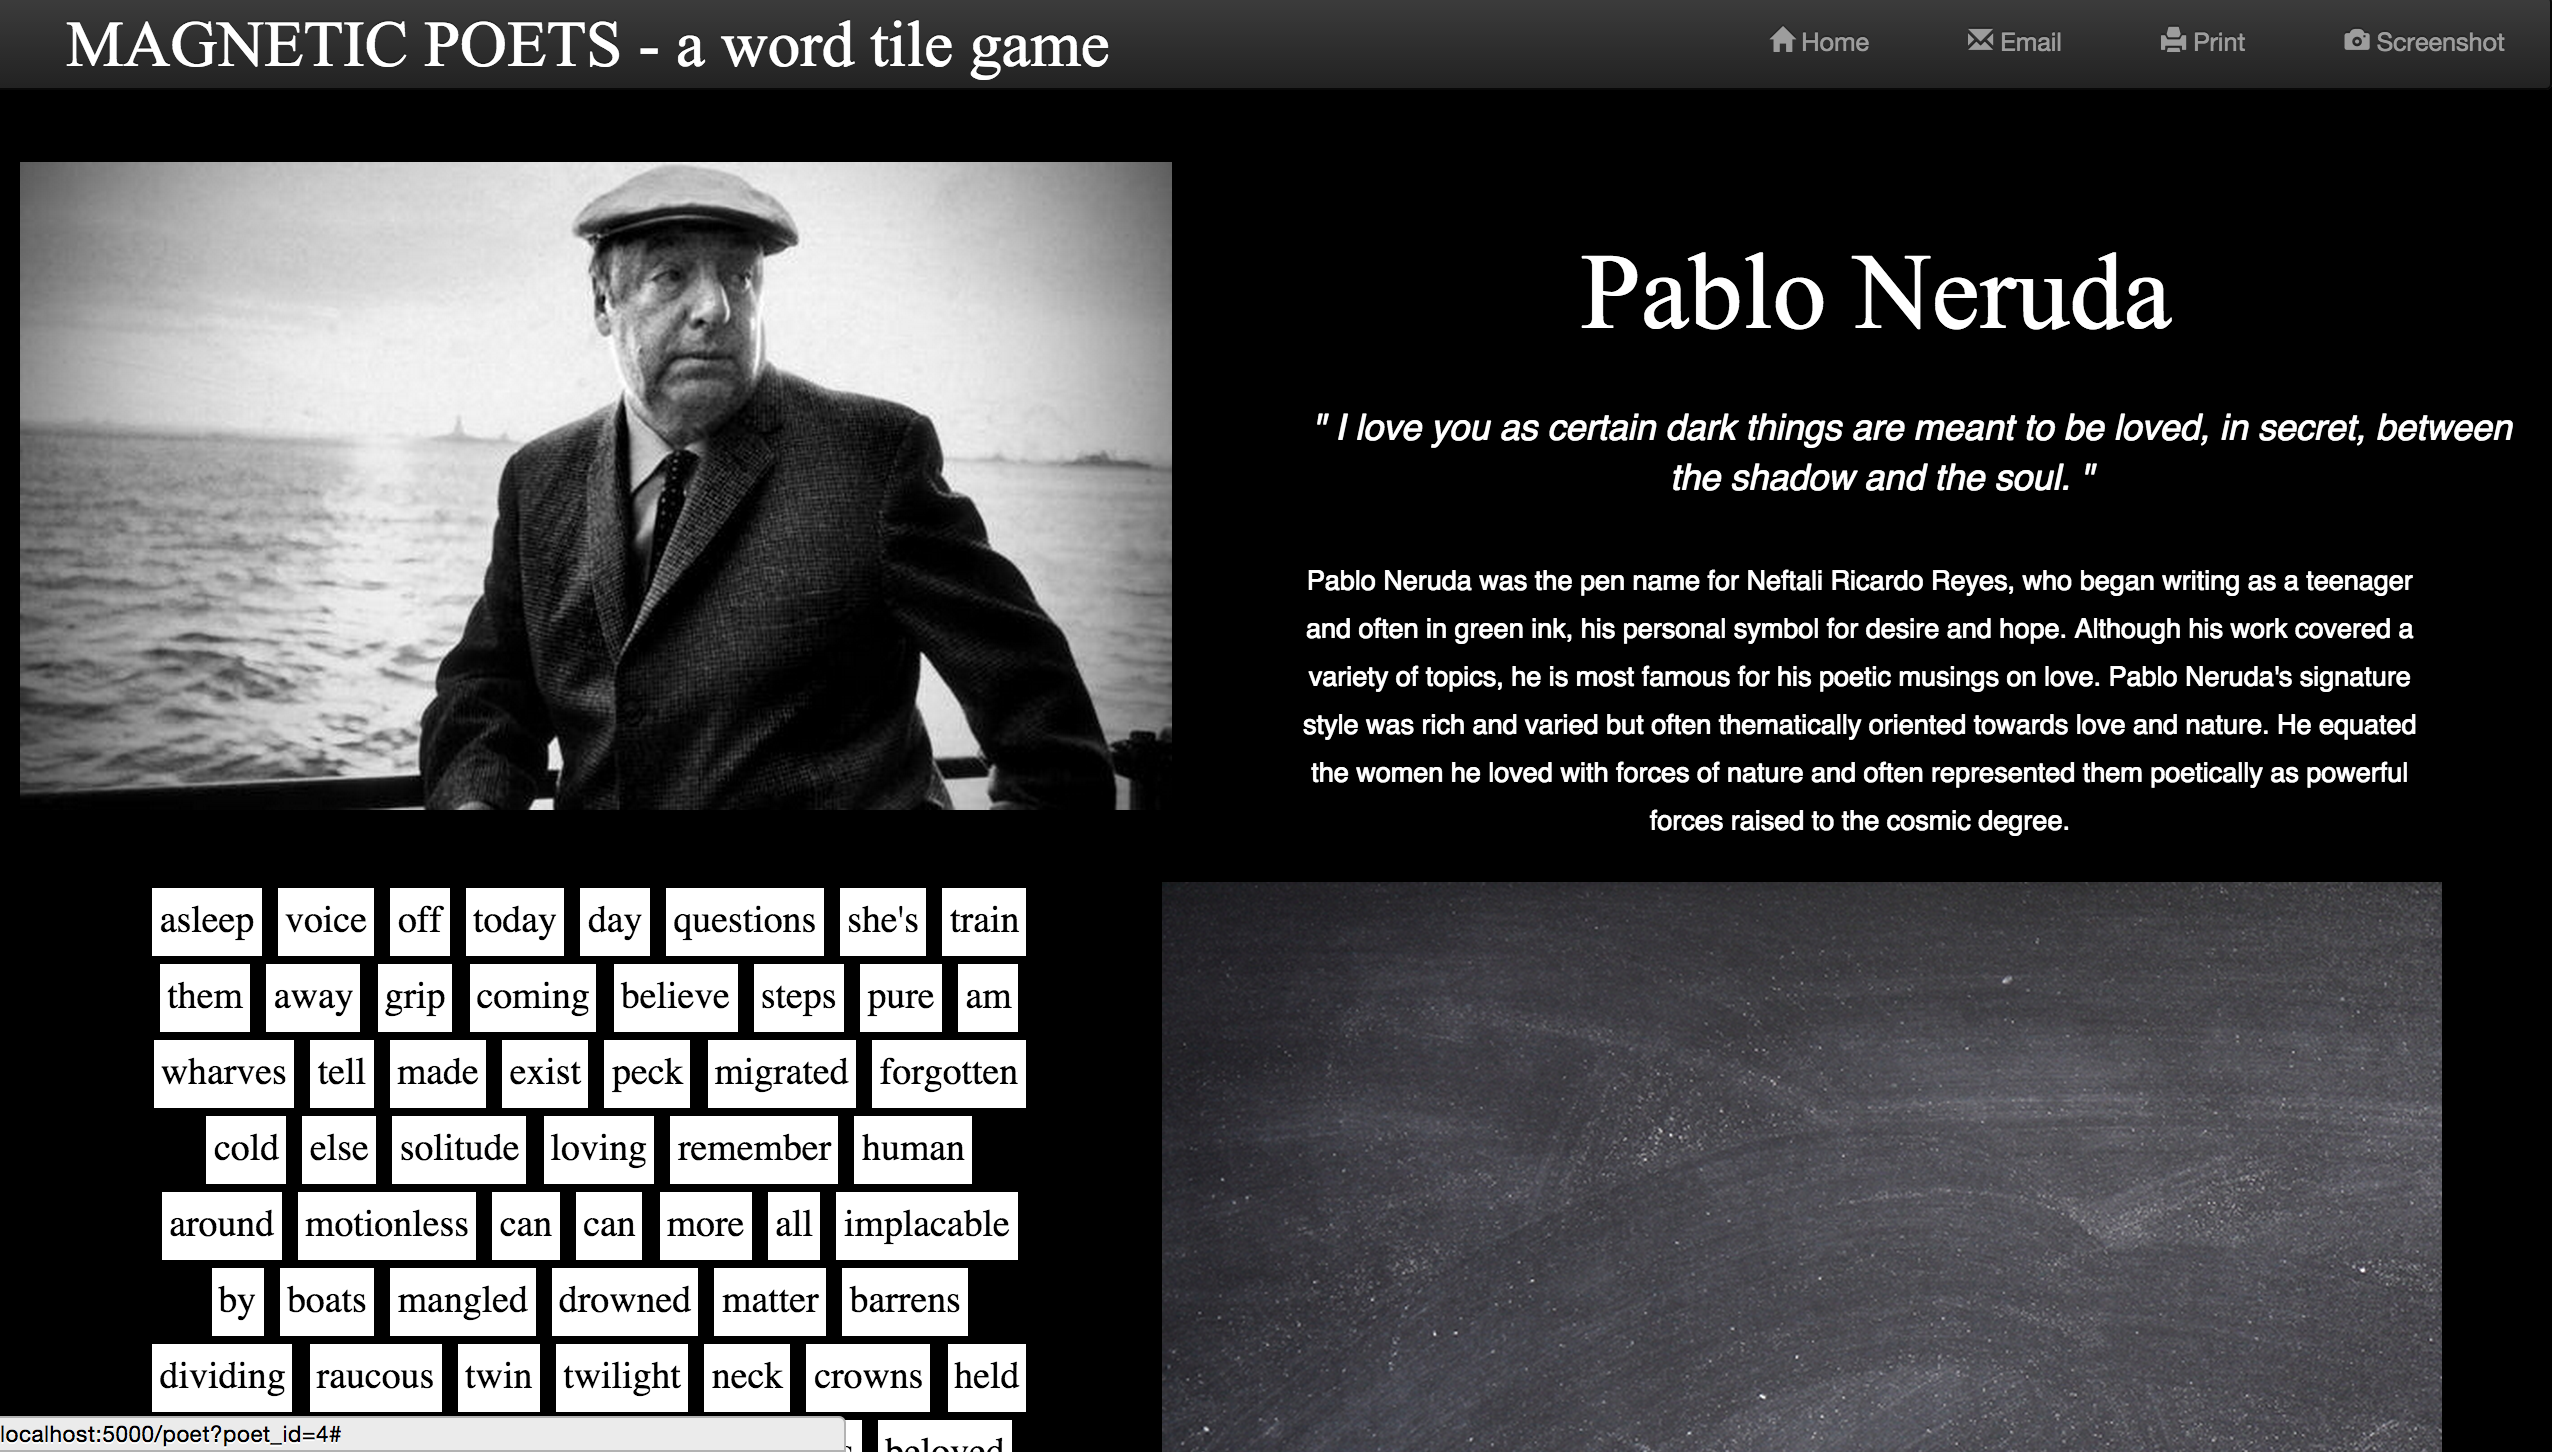 MAGNETIC POETS - a word tile game
Home Email Print Screenshot
Pablo Neruda
" I love you as certain dark things are meant to be loved, in secret, between
the shadow and the soul. "
Pablo Neruda was the pen name for Neftali Ricardo Reyes, who began writing as a teenager
and often in green ink, his personal symbol for desire and hope. Although his work covered a
variety of topics, he is most famous for his poetic musings on love. Pablo Neruda's signature
style was rich and varied but often thematically oriented towards love and nature. He equated
the women he loved with forces of nature and often represented them poetically as powerful
forces raised to the cosmic degree.
asleep voice off today day questions she's train
them away grip coming believe steps pure am
wharves tell made exist peck migrated forgotten
cold else solitude loving remember human
around motionless can can more all implacable
by boats mangled drowned matter barrens
dividing raucous twin twilight neck crowns held
beloved
localhost:5000/poet?poet_id=4#